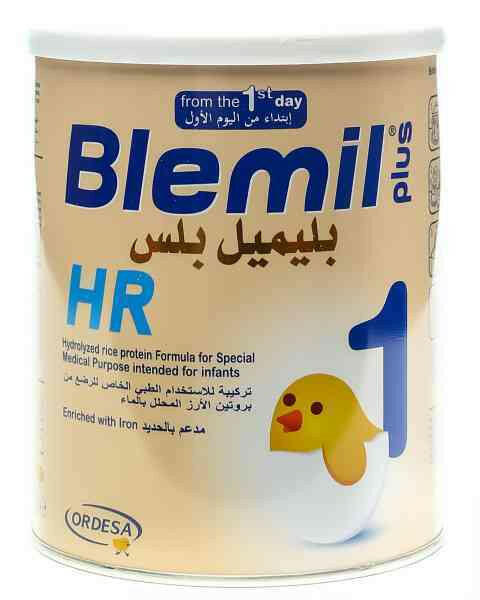 from the 1st day
إبتداء من اليوم الأول
Blemil® plus
بليميل بلس
HR
1
Hydrolyzed rice protein Formula for Special
Medical Purpose intended for infants
تركيبة للاستخدام الطبي الخاص للرضع من
بروتين الأرز المحلل بالماء
Enriched with Iron مدعم بالحديد
ORDESA